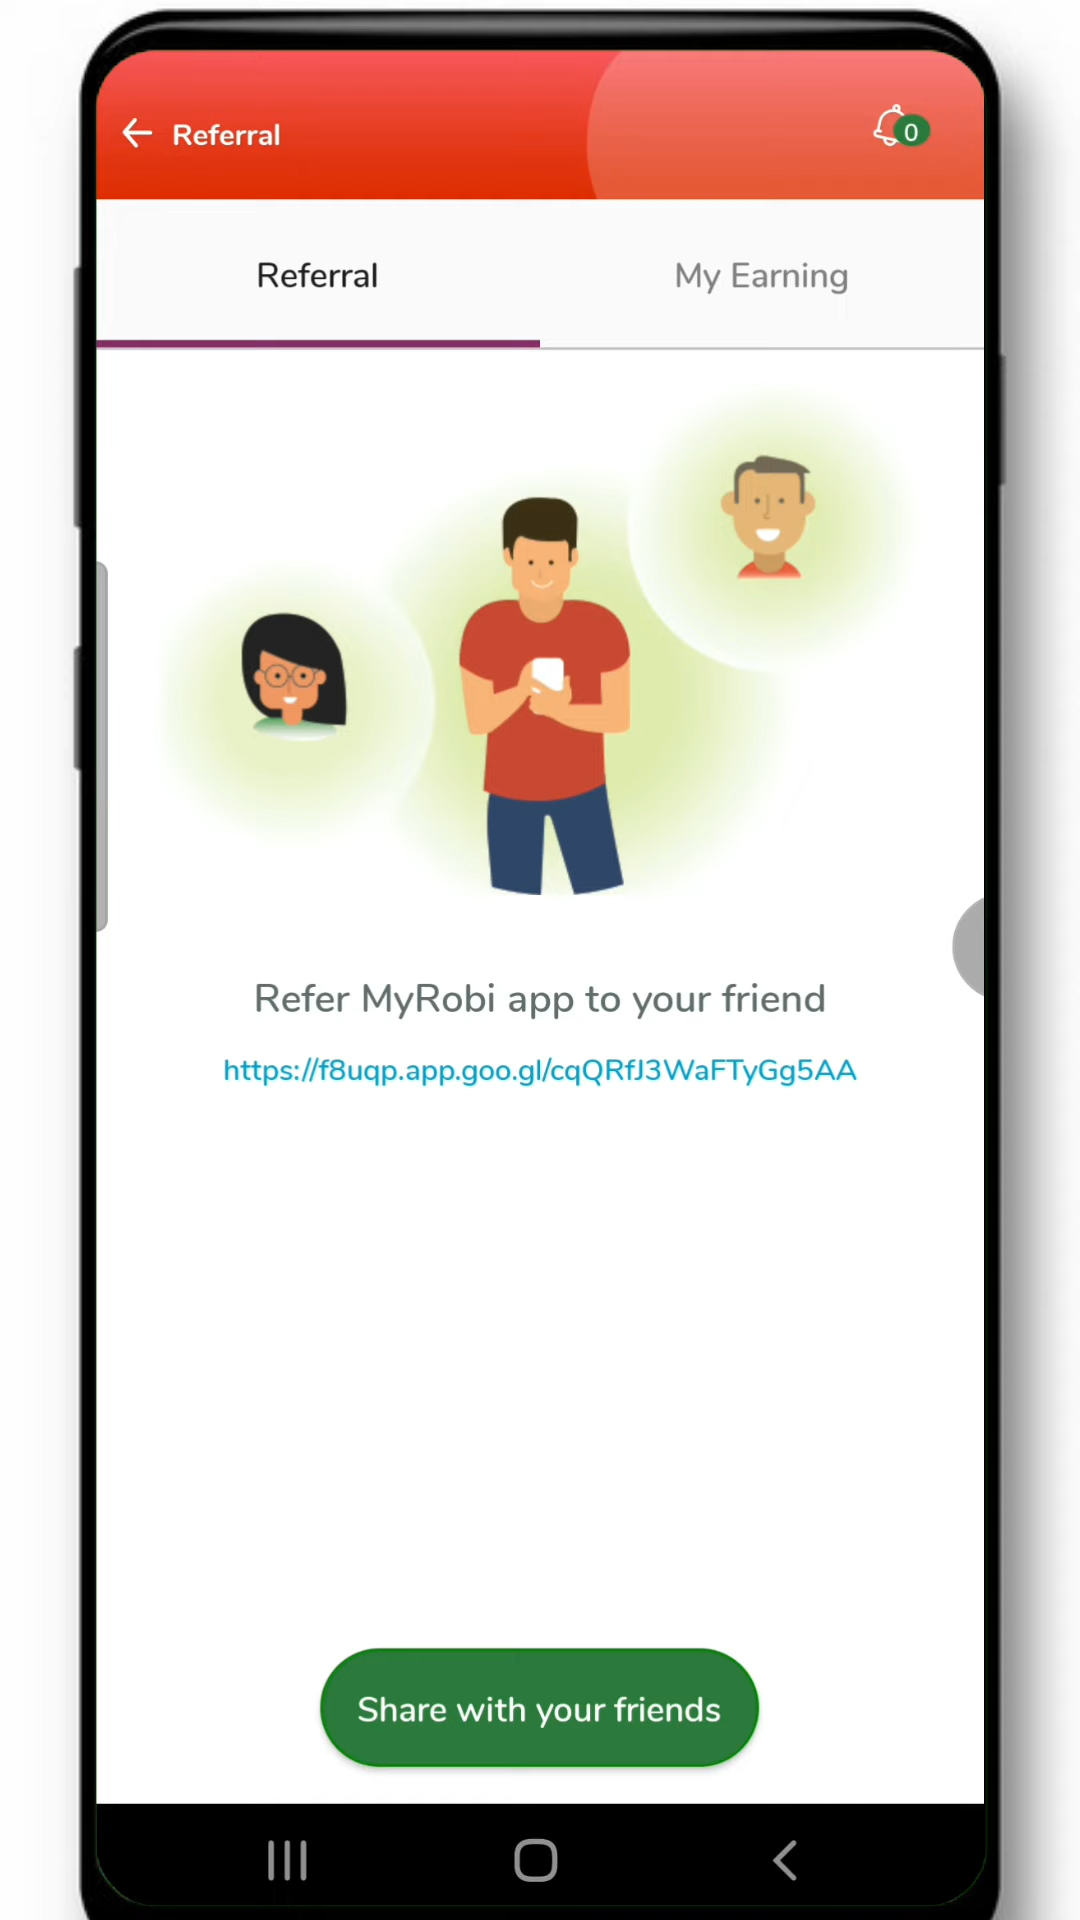 Referral
0
Referral
My Earning
Refer MyRobi app to your friend
https://f8uqp.app.goo.gl/cqQRfJ3WaFTyGg5AA
Share with your friends